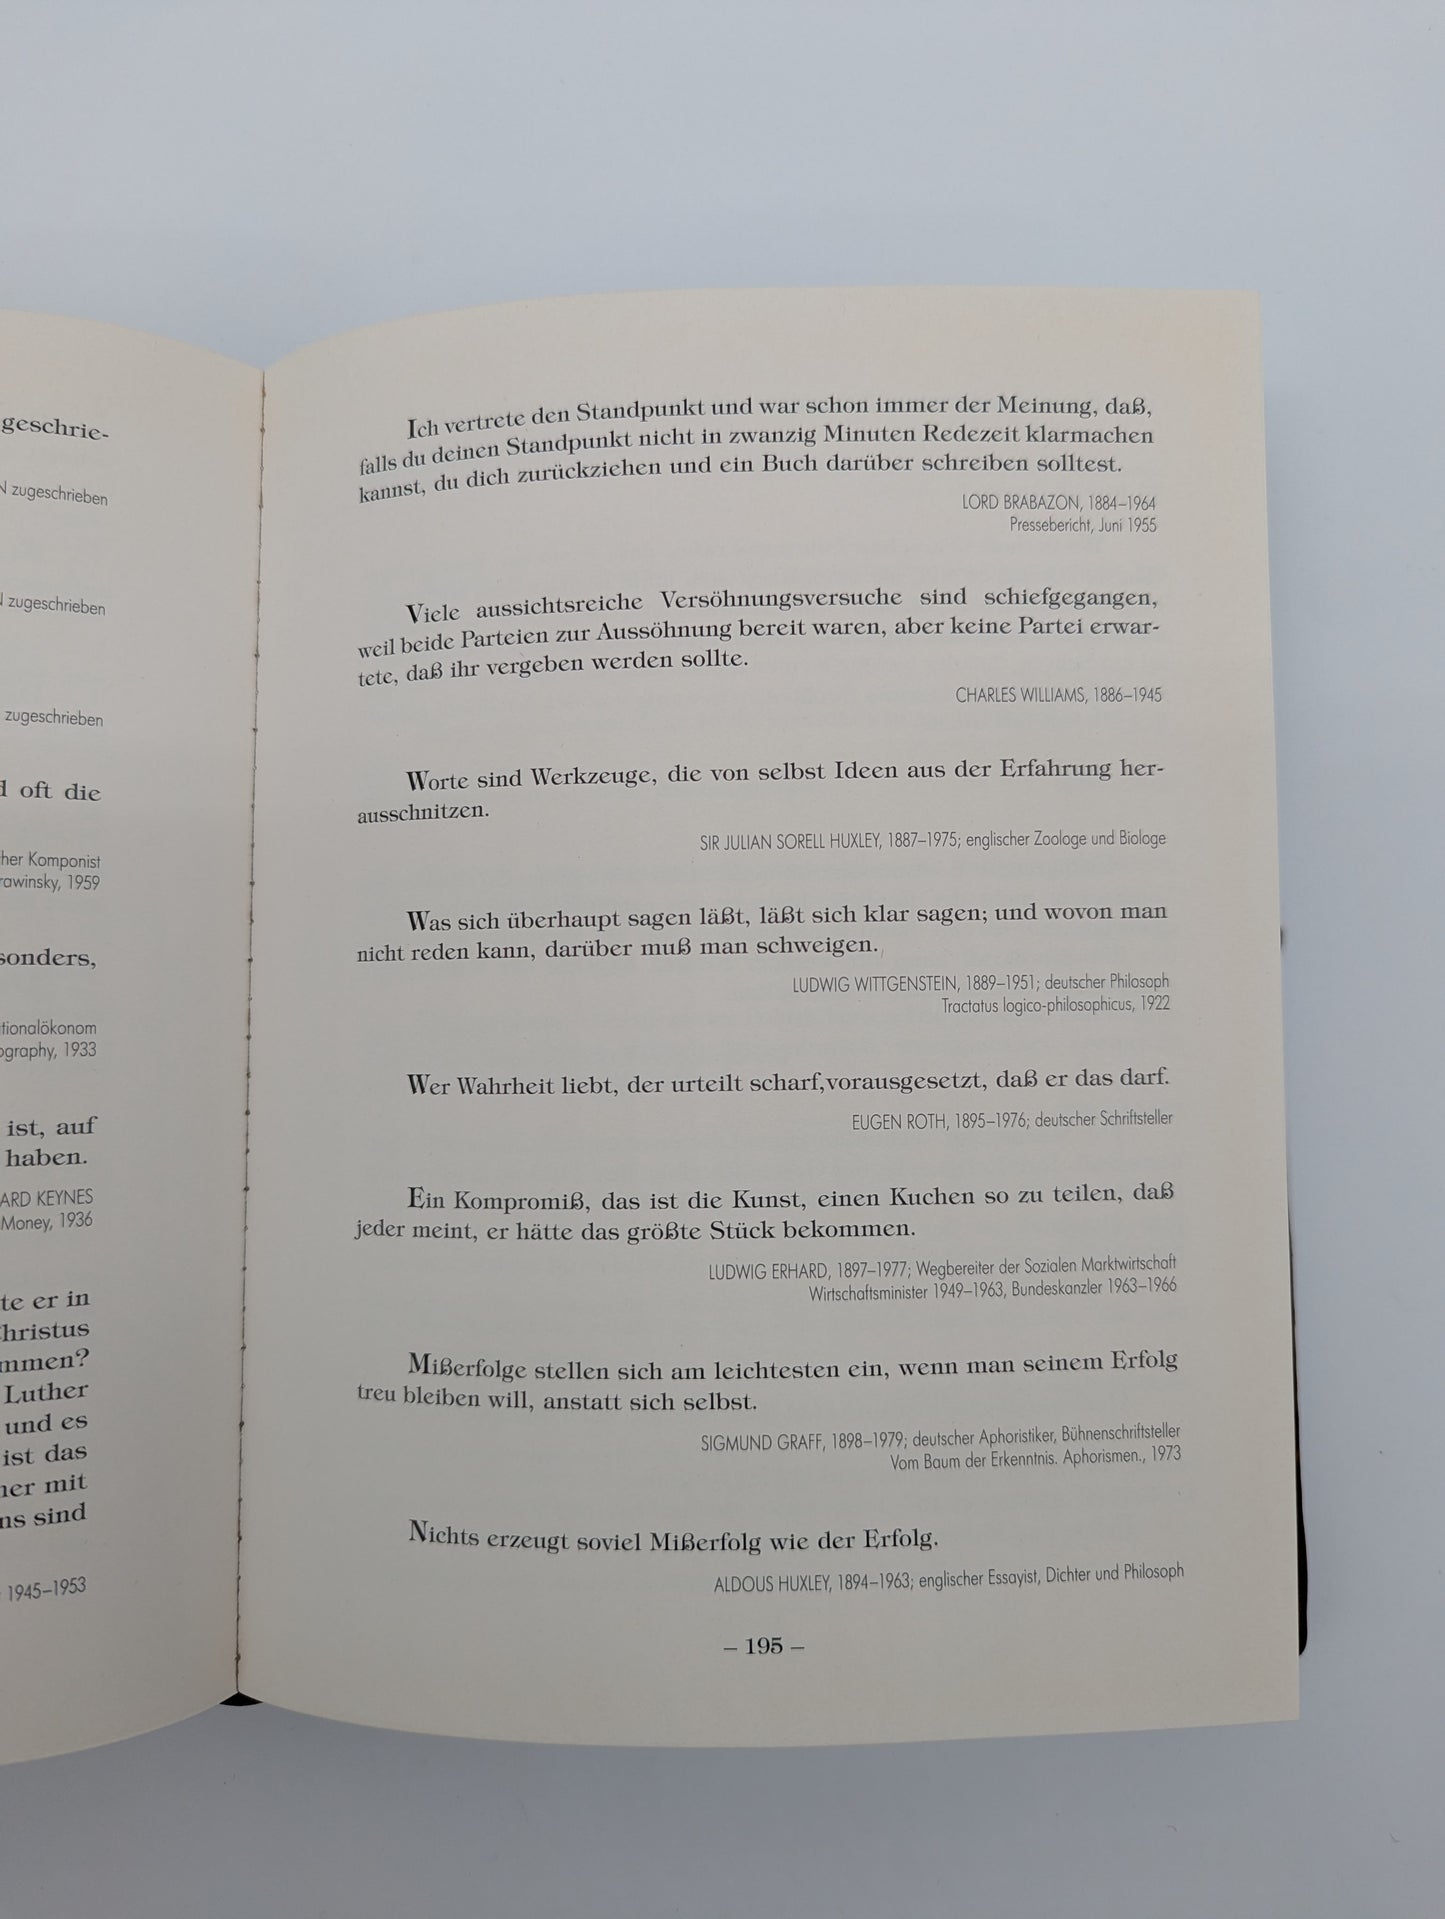 geschrie-
zugeschrieben
zugeschrieben
zugeschrieben
oft die
Komponist
1959
sonders,
1933
ist, auf
haben.
KEYNES
Money, 1936
er in
Christus
Luther
und es
ist das
mit
sind
1945–1953
Ich vertrete den Standpunkt und war schon immer der Meinung, daß,
falls du deinen Standpunkt nicht in zwanzig Minuten Redezeit klarmachen
kannst, du dich zurückziehen und ein Buch darüber schreiben solltest.
LORD BRABAZON, 1884–1964
Pressebericht, Juni 1955
Viele aussichtsreiche Versöhnungsversuche sind schiefgegangen,
weil beide Parteien zur Aussöhnung bereit waren, aber keine Partei erwar-
tete, daß ihr vergeben werden sollte.
CHARLES WILLIAMS, 1886–1945
Worte sind Werkzeuge, die von selbst Ideen aus der Erfahrung her-
ausschnitzen.
SIR JULIAN SORELL HUXLEY, 1887–1975; englischer Zoologe und Biologe
Was sich überhaupt sagen läßt, läßt sich klar sagen; und wovon man
nicht reden kann, darüber muß man schweigen.
LUDWIG WITTGENSTEIN, 1889–1951; deutscher Philosoph
Tractatus logico-philosophicus, 1922
Wer Wahrheit liebt, der urteilt scharf,vorausgesetzt, daß er das darf.
EUGEN ROTH, 1895–1976; deutscher Schriftsteller
Ein Kompromiß, das ist die Kunst, einen Kuchen so zu teilen, daß
jeder meint, er hätte das größte Stück bekommen.
LUDWIG ERHARD, 1897–1977; Wegbereiter der Sozialen Marktwirtschaft
Wirtschaftsminister 1949–1963, Bundeskanzler 1963–1966
Mißerfolge stellen sich am leichtesten ein, wenn man seinem Erfolg
treu bleiben will, anstatt sich selbst.
SIGMUND GRAFF, 1898–1979; deutscher Aphoristiker, Bühnenschriftsteller
Vom Baum der Erkenntnis. Aphorismen., 1973
Nichts erzeugt soviel Mißerfolg wie der Erfolg.
ALDOUS HUXLEY, 1894–1963; englischer Essayist, Dichter und Philosoph
– 195 –